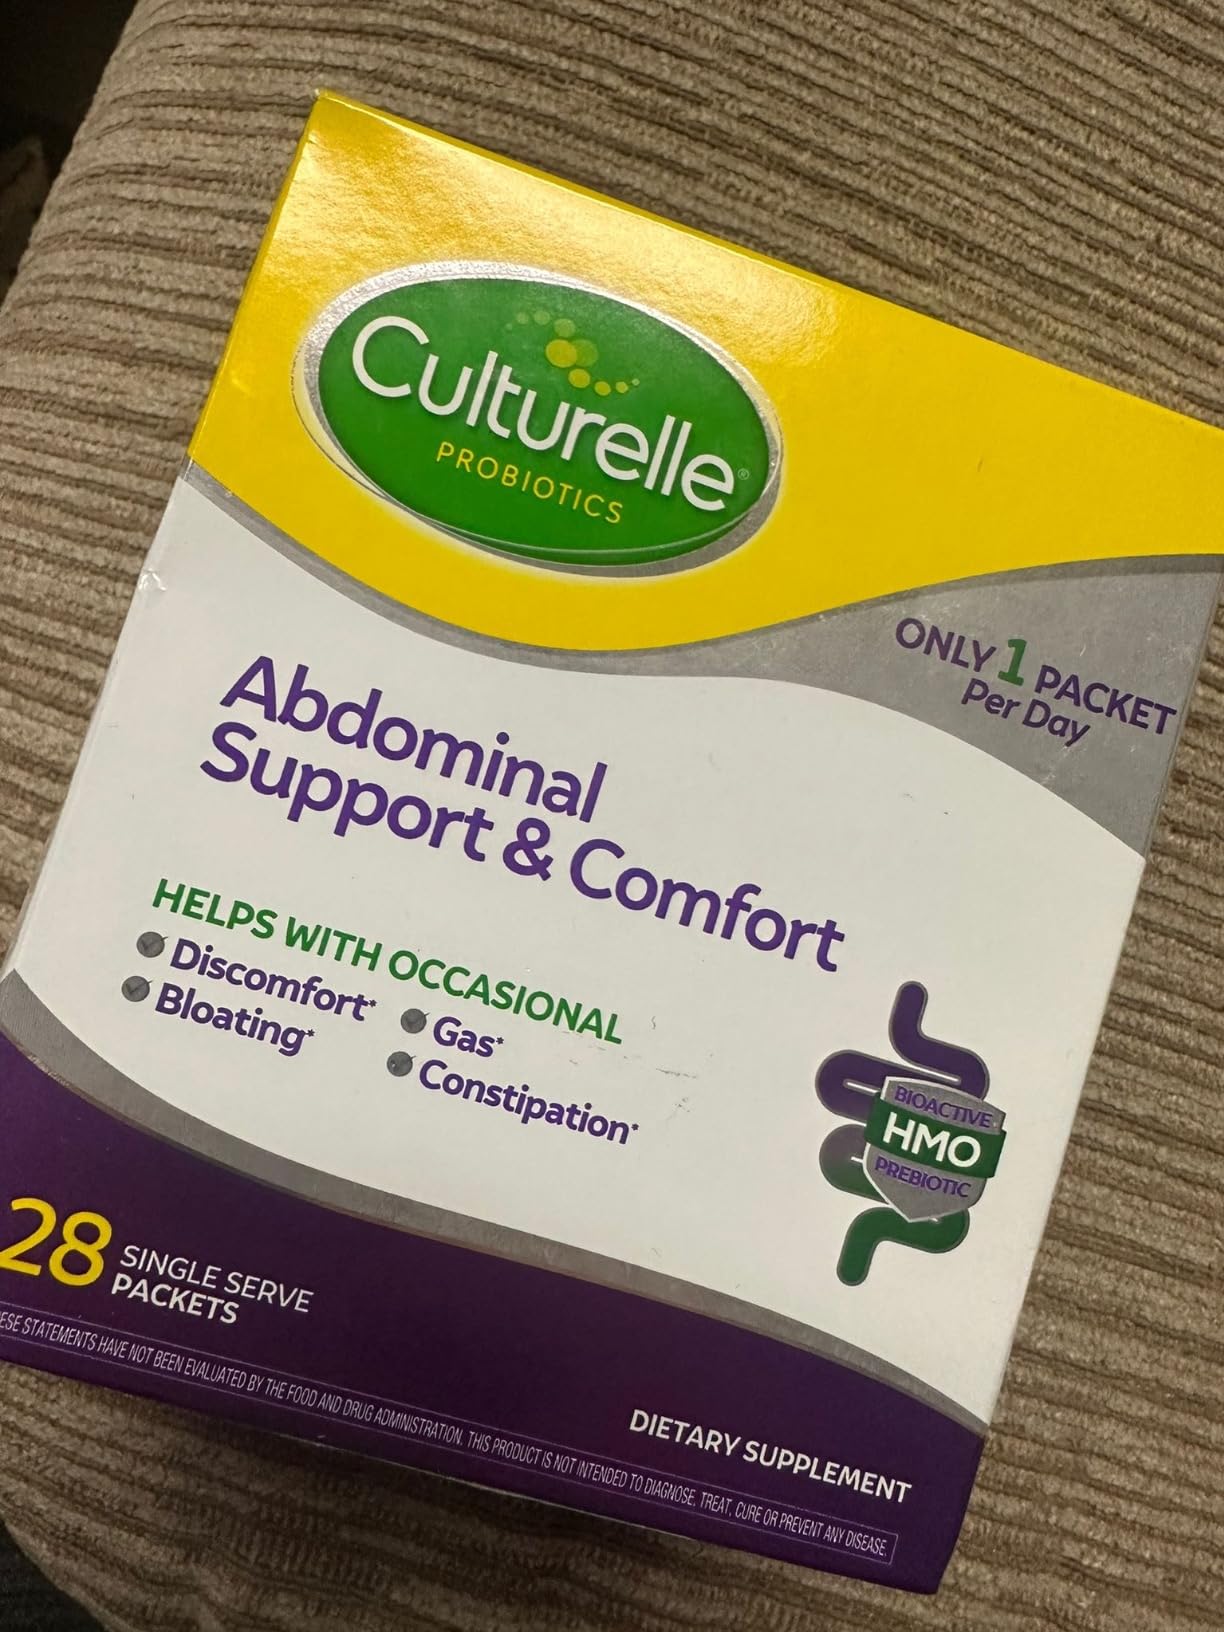 Culturelle®
PROBIOTICS
ONLY 1 PACKET
Per Day
Abdominal
Support & Comfort
HELPS WITH OCCASIONAL
Discomfort*
Bloating*
Gas*
Constipation*
BIOACTIVE
HMO
PREBIOTIC
28 SINGLE SERVE
PACKETS
DIETARY SUPPLEMENT
STATEMENTS HAVE NOT BEEN EVALUATED BY THE FOOD AND DRUG ADMINISTRATION. THIS PRODUCT IS NOT INTENDED TO DIAGNOSE, TREAT, CURE OR PREVENT ANY DISEASE.